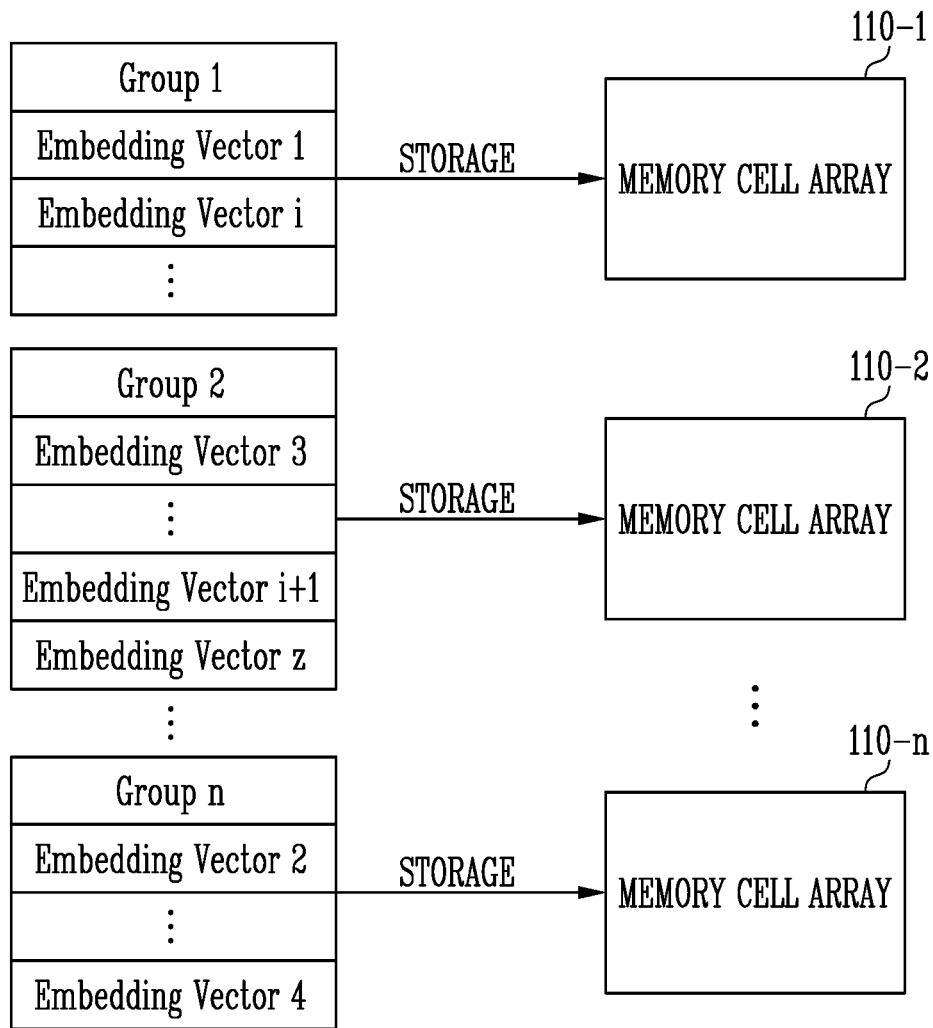 110-1
Group 1
Embedding Vector 1
STORAGE
MEMORY CELL ARRAY
Embedding Vector i
⋮
110-2
Group 2
Embedding Vector 3
STORAGE
MEMORY CELL ARRAY
⋮
Embedding Vector i+1
Embedding Vector z
⋮
⋮
110-n
Group n
Embedding Vector 2
STORAGE
MEMORY CELL ARRAY
⋮
Embedding Vector 4